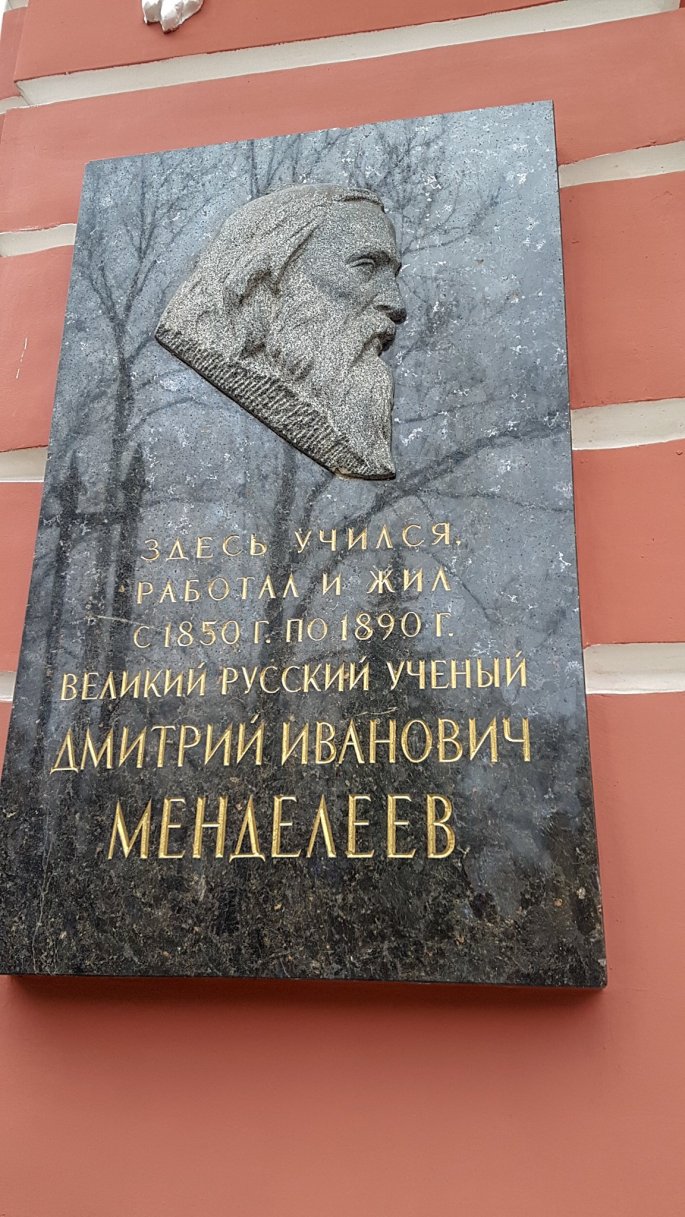 ЗДЕСЬ УЧИЛСЯ,
РАБОТАЛ И ЖИЛ
С 1850 Г. ПО 1890 Г.
ВЕЛИКИЙ РУССКИЙ УЧЕНЫЙ
ДМИТРИЙ ИВАНОВИЧ
МЕНДЕЛЕЕВ